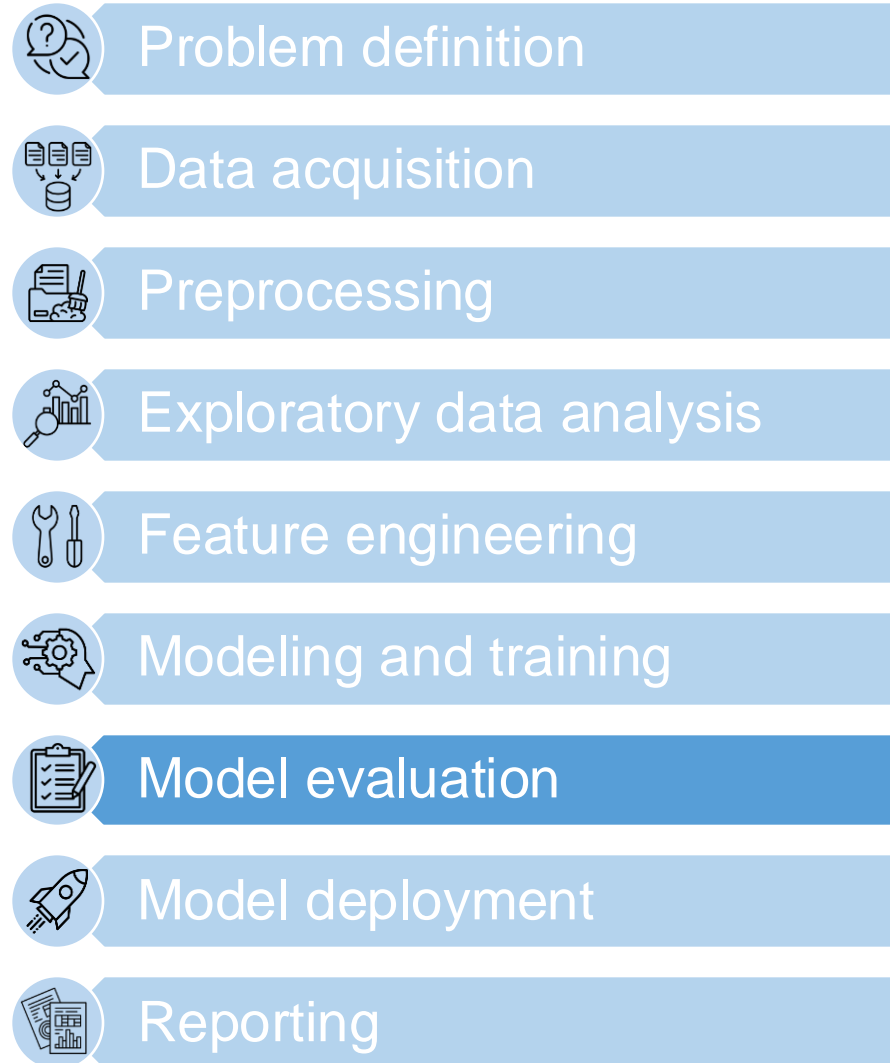 Problem definition
Data acquisition
Preprocessing
Exploratory data analysis
Feature engineering
Modeling and training
Model evaluation
Model deployment
Reporting